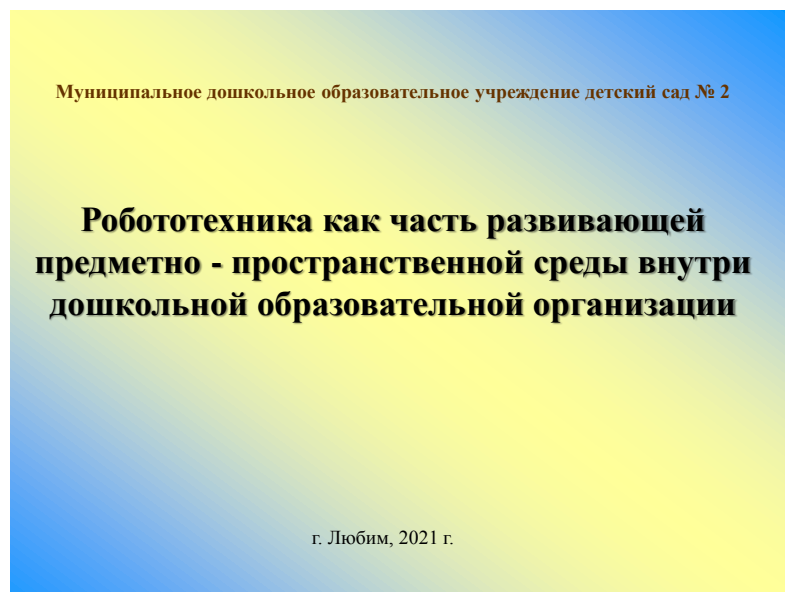 Муниципальное дошкольное образовательное учреждение детский сад № 2
Робототехника как часть развивающей
предметно - пространственной среды внутри
дошкольной образовательной организации
г. Любим, 2021 г.